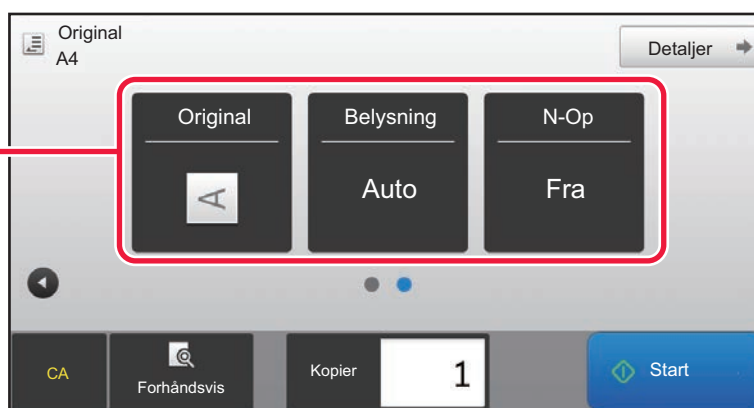 Original
A4
Detaljer
Original
Belysning
N-Op
A
Auto
Fra
CA
Forhåndsvis
Kopier
1
Start